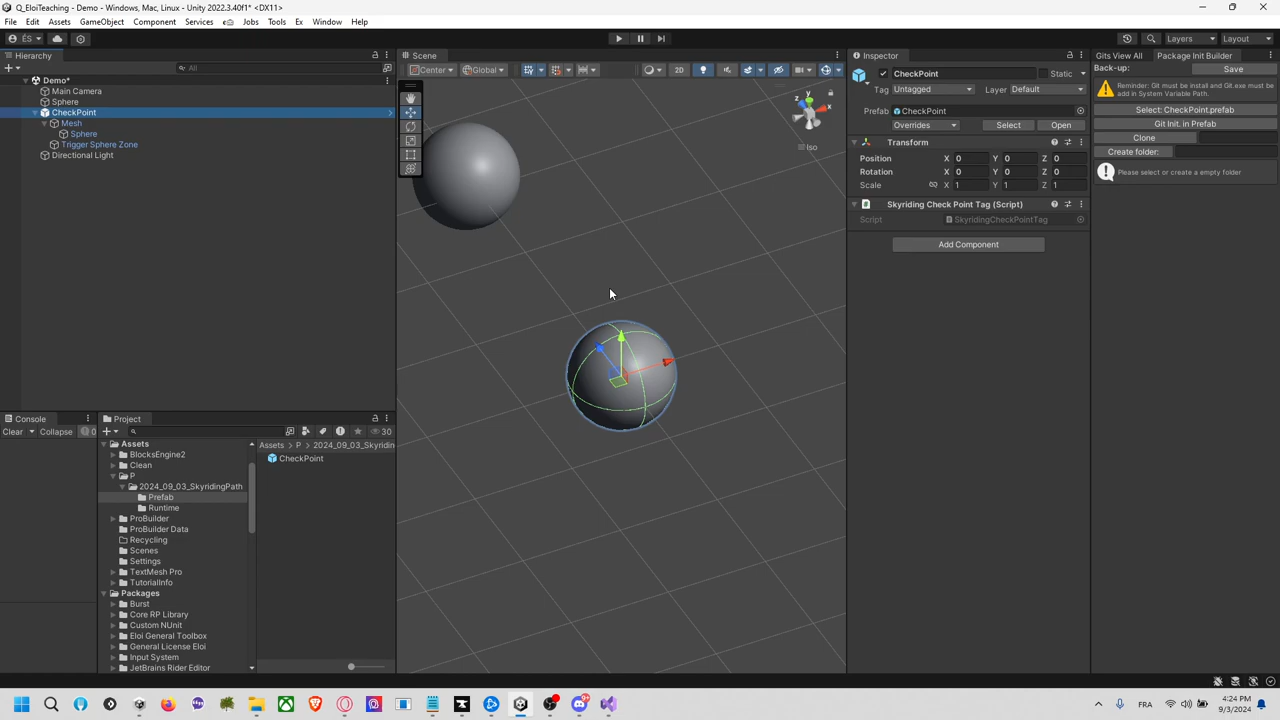 Q_EloiTeaching - Demo - Windows, Mac, Linux - Unity 2022.3.40f1* <DX11>
File Edit Assets GameObject Component Services Jobs Tools Ex Window Help
ÉS
Layers Layout
Hierarchy
All
Demo*
Main Camera
Sphere
CheckPoint
Mesh
Sphere
Trigger Sphere Zone
Directional Light
Scene
Center Global 2D
y
z
x
Iso
Inspector
CheckPoint Static
Tag Untagged Layer Default
Prefab CheckPoint
Overrides Select Open
Transform
Position X 0 Y 0 Z 0
Rotation X 0 Y 0 Z 0
Scale X 1 Y 1 Z 1
Skyriding Check Point Tag (Script)
Script SkyridingCheckPointTag
Add Component
Gits View All Package Init Builder
Back-up: Save
Reminder: Git must be install and Git.exe must be
add in System Variable Path.
Select: CheckPoint.prefab
Git Init. in Prefab
Clone
Create folder:
Please select or create a empty folder
Console
Clear Collapse 0
Project
30
Assets
BlocksEngine2
Clean
P
2024_09_03_SkyridingPath
Prefab
Runtime
ProBuilder
ProBuilder Data
Recycling
Scenes
Settings
TextMesh Pro
TutorialInfo
Packages
Burst
Core RP Library
Custom NUnit
Eloi General Toolbox
General License Eloi
Input System
JetBrains Rider Editor
Assets > P > 2024_09_03_Skyridin
CheckPoint
9+
FRA
4:24 PM
9/3/2024